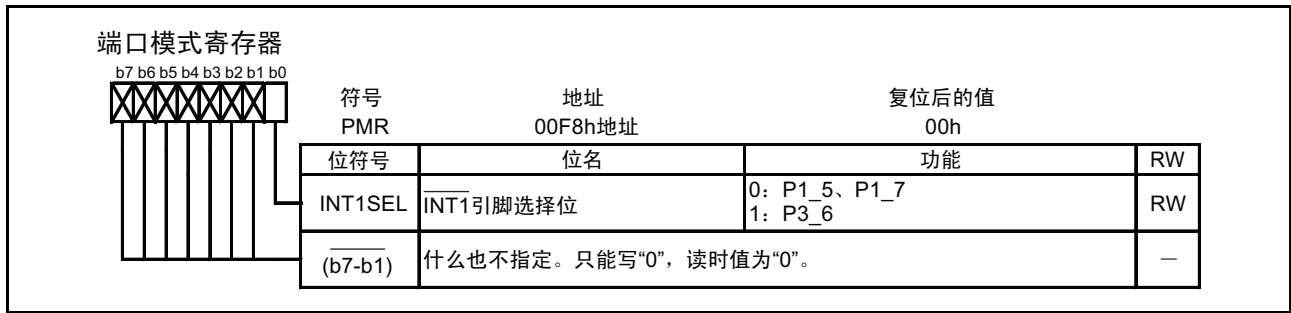 端口模式寄存器
b7 b6 b5 b4 b3 b2 b1 b0
符号 地址 复位后的值
PMR 00F8h地址 00h
位符号 位名 功能 RW
INT1SEL INT1引脚选择位 0：P1_5、P1_7 RW
1：P3_6
(b7-b1) 什么也不指定。只能写“0”，读时值为“0”。 －